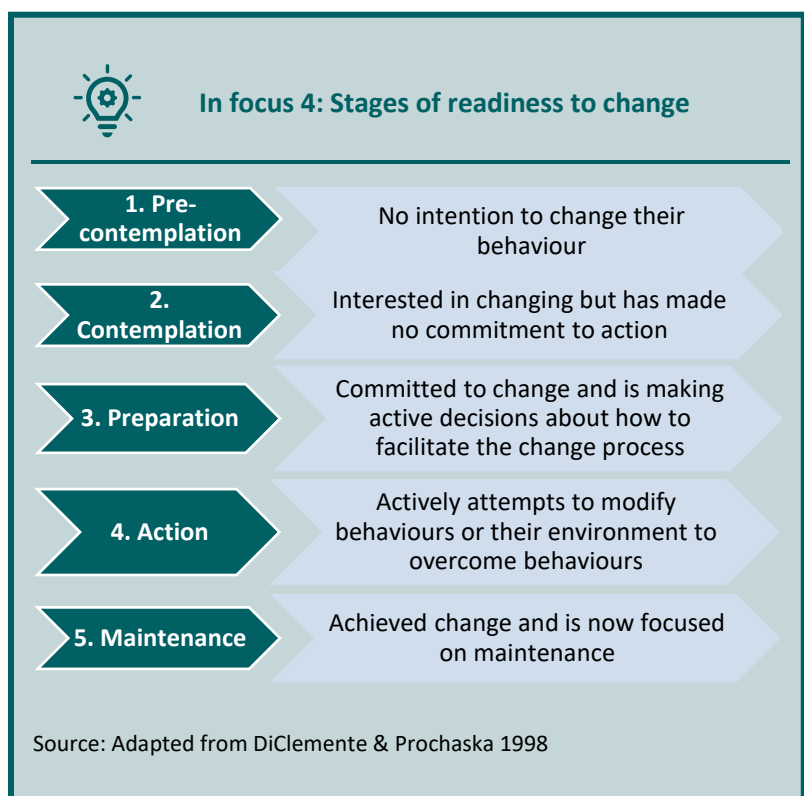 In focus 4: Stages of readiness to change
1. Pre-
contemplation
No intention to change their
behaviour
2.
Contemplation
Interested in changing but has made
no commitment to action
3. Preparation
Committed to change and is making
active decisions about how to
facilitate the change process
4. Action
Actively attempts to modify
behaviours or their environment to
overcome behaviours
5. Maintenance
Achieved change and is now focused
on maintenance
Source: Adapted from DiClemente & Prochaska 1998